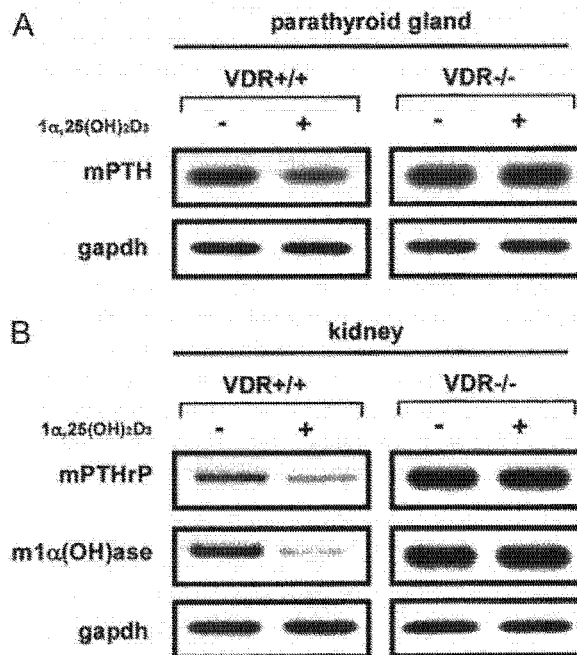 A
parathyroid gland
VDR+/+ VDR-/-
1α,25(OH)₂D₃ - + - +
mPTH
gapdh
B
kidney
VDR+/+ VDR-/-
1α,25(OH)₂D₃ - + - +
mPTHrP
m1α(OH)ase
gapdh